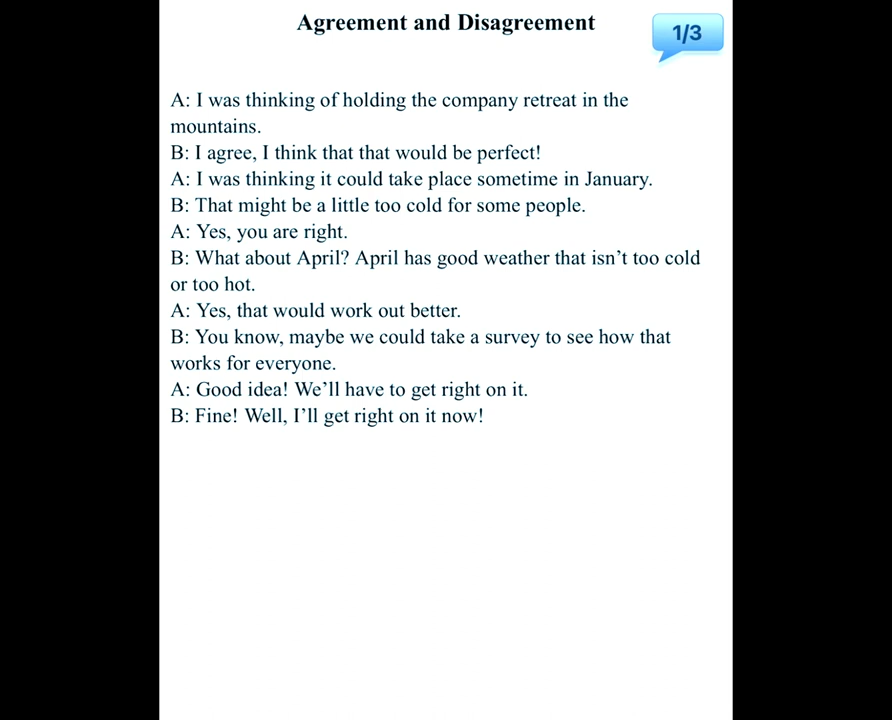 Agreement and Disagreement
1/3
A: I was thinking of holding the company retreat in the
mountains.
B: I agree, I think that that would be perfect!
A: I was thinking it could take place sometime in January.
B: That might be a little too cold for some people.
A: Yes, you are right.
B: What about April? April has good weather that isn’t too cold
or too hot.
A: Yes, that would work out better.
B: You know, maybe we could take a survey to see how that
works for everyone.
A: Good idea! We’ll have to get right on it.
B: Fine! Well, I’ll get right on it now!